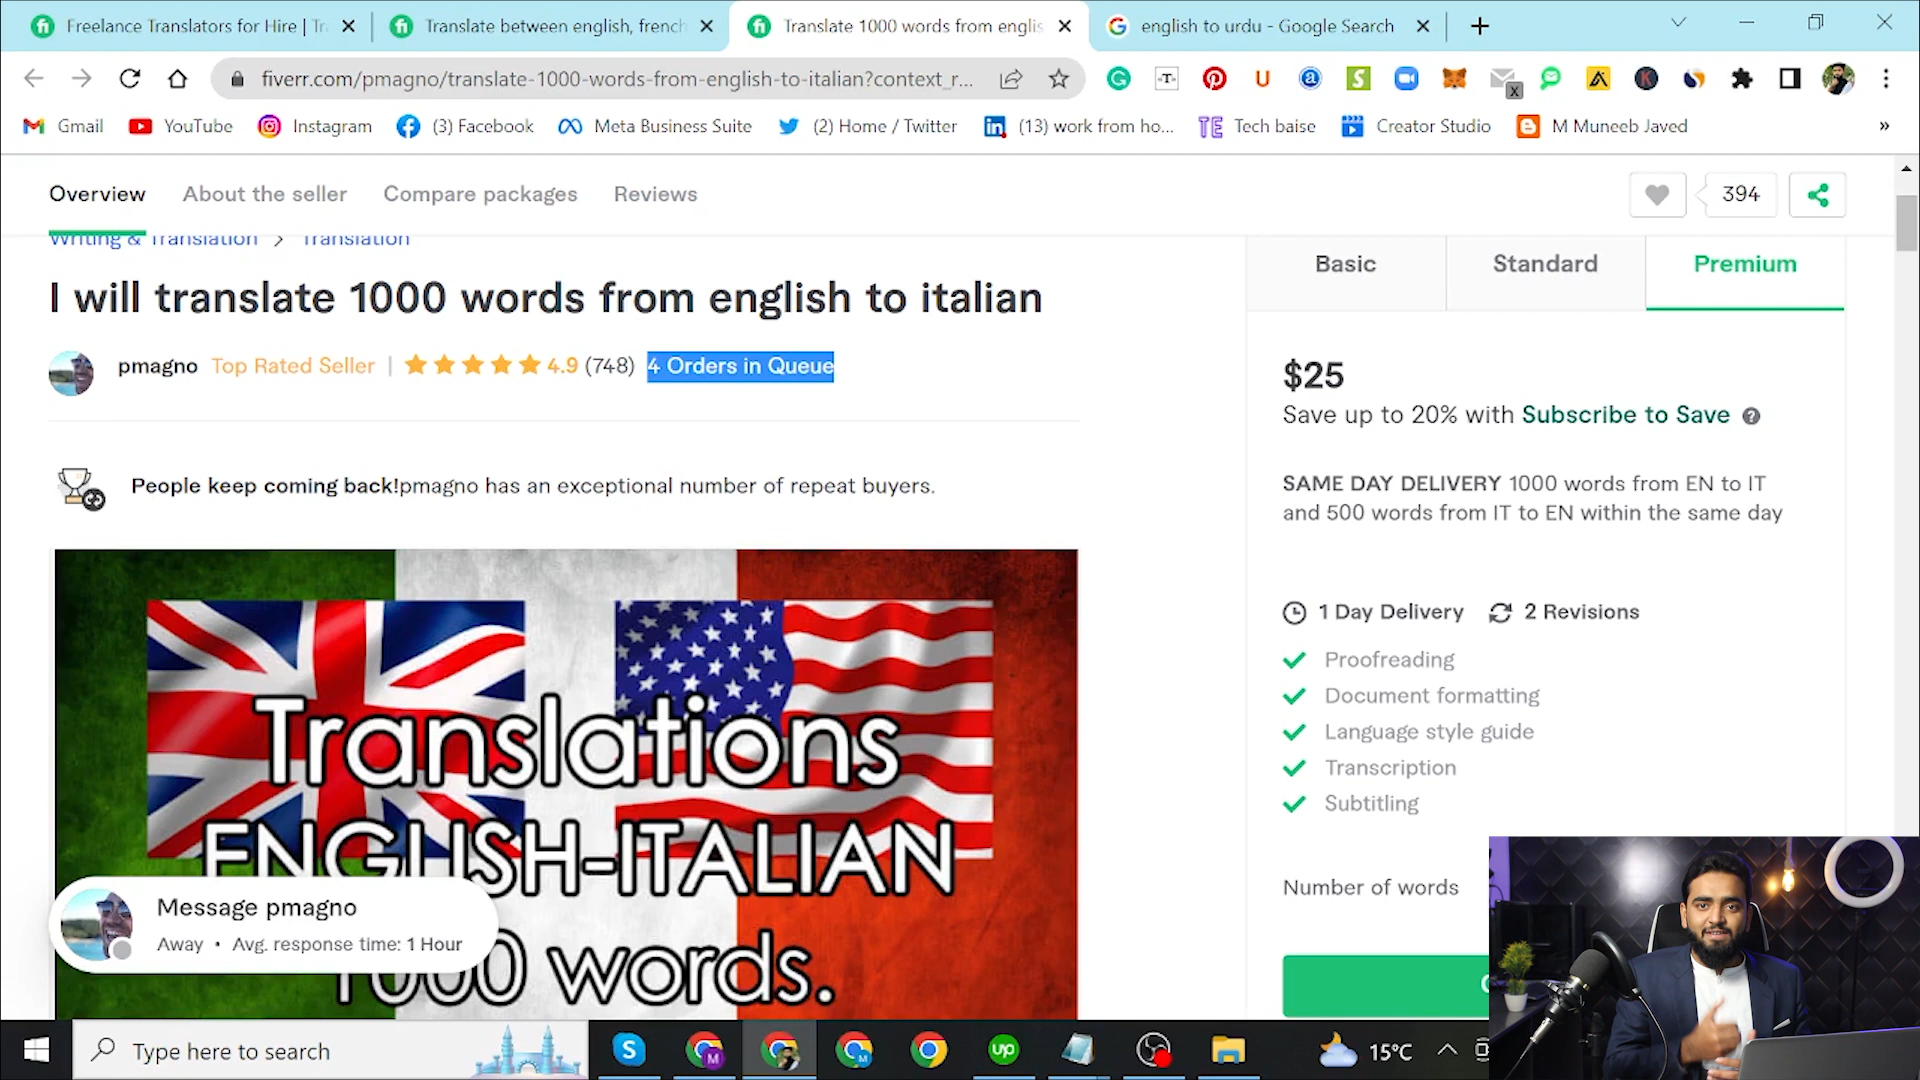 Freelance Translators for Hire | Tr
Translate between english, french
Translate 1000 words from englis
english to urdu - Google Search
fiverr.com/pmagno/translate-1000-words-from-english-to-italian?context_r...
Gmail
YouTube
Instagram
(3) Facebook
Meta Business Suite
(2) Home / Twitter
(13) work from ho...
Tech baise
Creator Studio
M Muneeb Javed
Overview
About the seller
Compare packages
Reviews
394
Writing & Translation > Translation
Basic
Standard
Premium
I will translate 1000 words from english to italian
pmagno Top Rated Seller | 4.9 (748) 4 Orders in Queue
People keep coming back!pmagno has an exceptional number of repeat buyers.
Translations
ENGLISH-ITALIAN
1000 words.
Message pmagno
Away • Avg. response time: 1 Hour
$25
Save up to 20% with Subscribe to Save
SAME DAY DELIVERY 1000 words from EN to IT
and 500 words from IT to EN within the same day
1 Day Delivery
2 Revisions
Proofreading
Document formatting
Language style guide
Transcription
Subtitling
Number of words
Type here to search
15°C